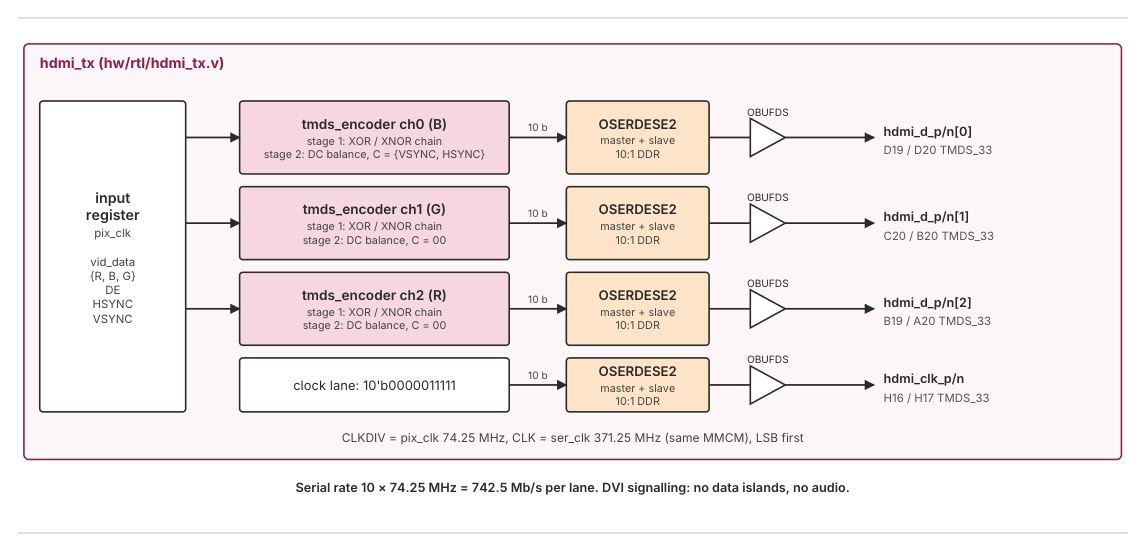 hdmi_tx (hw/rtl/hdmi_tx.v)
input
register
pix_clk
vid_data
{R, B, G}
DE
HSYNC
VSYNC
tmds_encoder ch0 (B)
stage 1: XOR / XNOR chain
stage 2: DC balance, C = {VSYNC, HSYNC}
10 b
OSERDESE2
master + slave
10:1 DDR
OBUFDS
hdmi_d_p/n[0]
D19 / D20 TMDS_33
tmds_encoder ch1 (G)
stage 1: XOR / XNOR chain
stage 2: DC balance, C = 00
10 b
OSERDESE2
master + slave
10:1 DDR
OBUFDS
hdmi_d_p/n[1]
C20 / B20 TMDS_33
tmds_encoder ch2 (R)
stage 1: XOR / XNOR chain
stage 2: DC balance, C = 00
10 b
OSERDESE2
master + slave
10:1 DDR
OBUFDS
hdmi_d_p/n[2]
B19 / A20 TMDS_33
clock lane: 10'b0000011111
10 b
OSERDESE2
master + slave
10:1 DDR
OBUFDS
hdmi_clk_p/n
H16 / H17 TMDS_33
CLKDIV = pix_clk 74.25 MHz, CLK = ser_clk 371.25 MHz (same MMCM), LSB first
Serial rate 10 × 74.25 MHz = 742.5 Mb/s per lane. DVI signalling: no data islands, no audio.